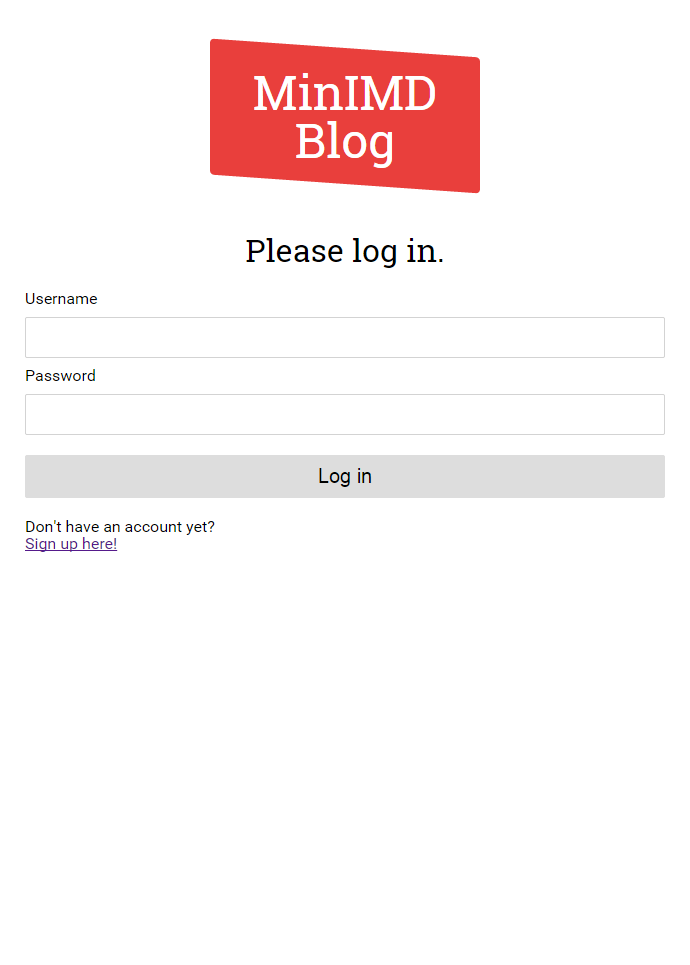 MinIMD
Blog
Please log in.
Username
Password
Log in
Don't have an account yet?
Sign up here!